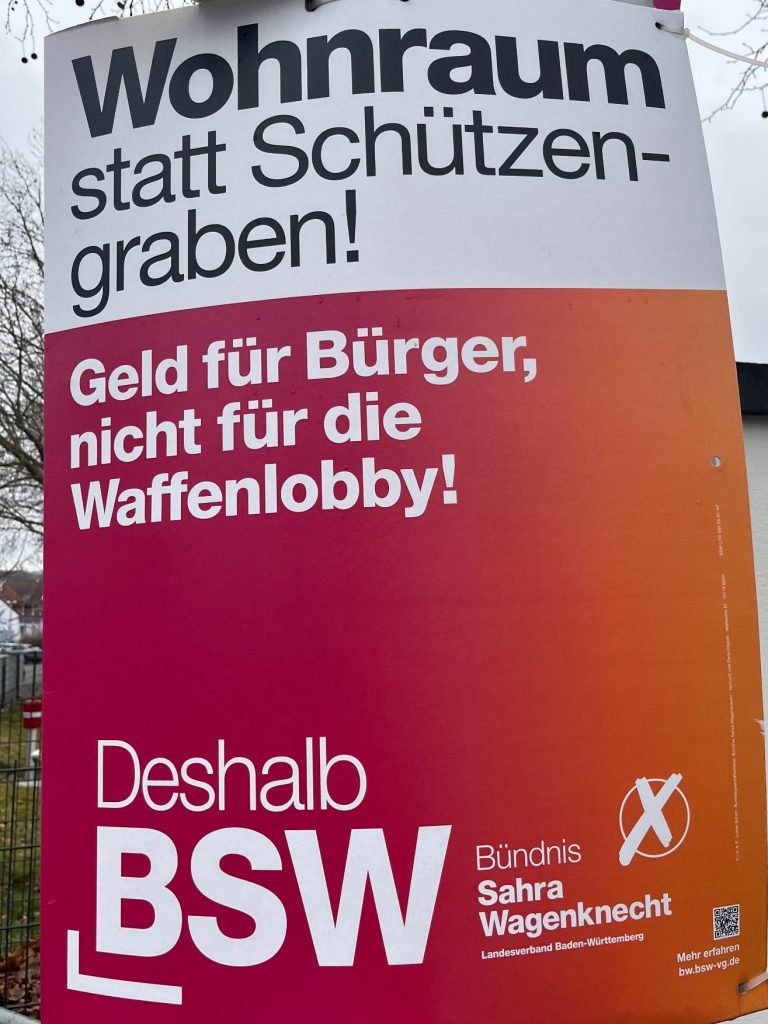 Wohnraum
statt Schützen-
graben!
Geld für Bürger,
nicht für die
Waffenlobby!
Deshalb
BSW
Bündnis
Sahra
Wagenknecht
Landesverband Baden-Württemberg
Mehr erfahren
bw.bsw-vg.de